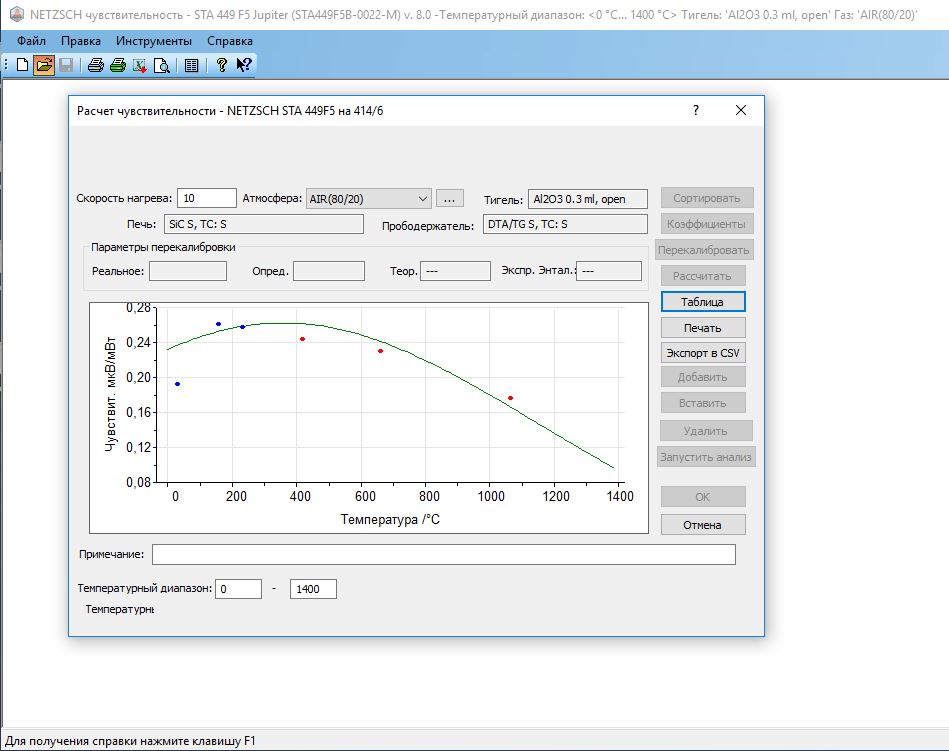 NETZSCH чувствительность - STA 449 F5 Jupiter (STA449F5B-0022-M) v. 8.0 -Температурный диапазон: <0 °C... 1400 °C> Тигель: 'Al2O3 0.3 ml, open' Газ: 'AIR(80/20)'
Файл Правка Инструменты Справка
Расчет чувствительности - NETZSCH STA 449F5 на 414/6
Скорость нагрева: 10 Атмосфера: AIR(80/20) ... Тигель: Al2O3 0.3 ml, open Сортировать
Печь: SiC S, TC: S Прободержатель: DTA/TG S, TC: S Коэффициенты
Параметры перекалибровки Перекалибровать
Реальное: Опред. Теор. --- Экспр. Энтал.: --- Рассчитать
Таблица
Печать
Экспорт в CSV
Добавить
Вставить
Удалить
Запустить анализ
OK
Отмена
Чувствит. мкВ/мВт
0,28
0,24
0,20
0,16
0,12
0,08
0 200 400 600 800 1000 1200 1400
Температура /°C
Примечание:
Температурный диапазон: 0 - 1400
Температурнь
Для получения справки нажмите клавишу F1